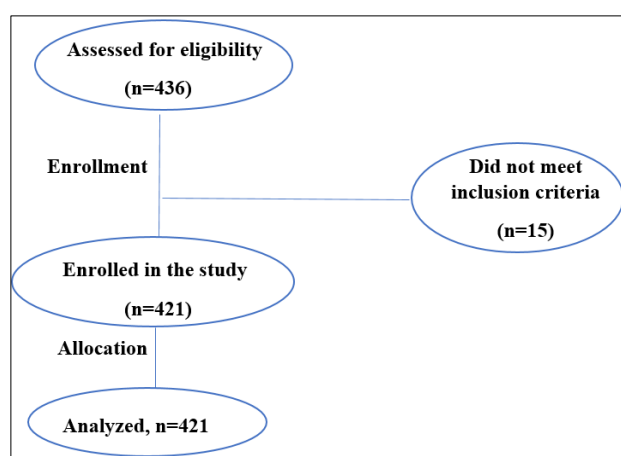 Assessed for eligibility
(n=436)
Enrollment
Did not meet
inclusion criteria
(n=15)
Enrolled in the study
(n=421)
Allocation
Analyzed, n=421